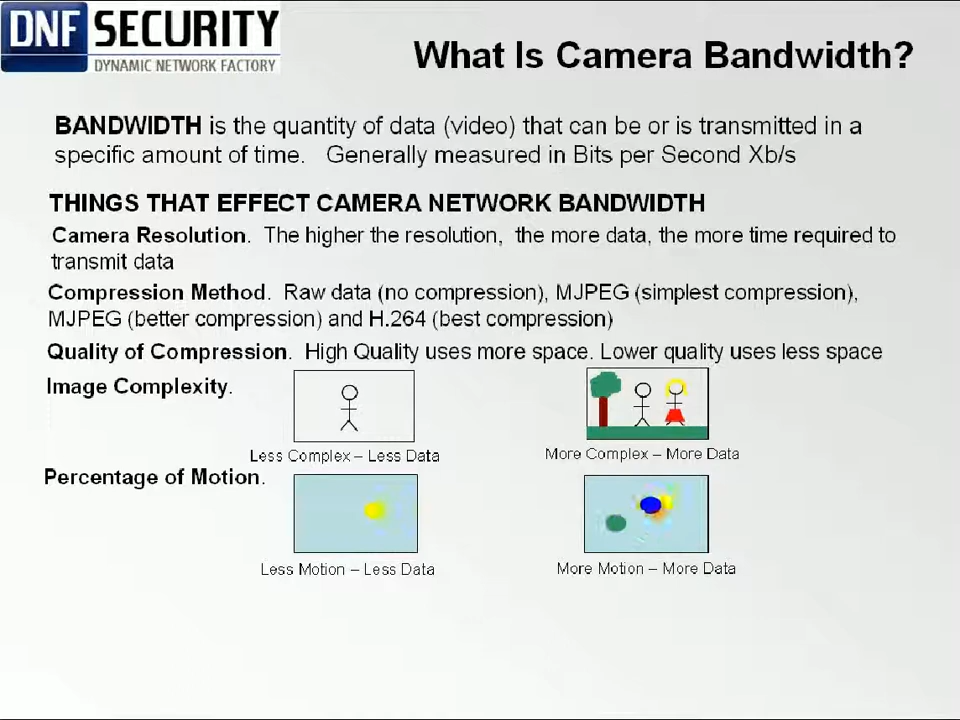 DNF SECURITY
DYNAMIC NETWORK FACTORY
What Is Camera Bandwidth?
BANDWIDTH is the quantity of data (video) that can be or is transmitted in a
specific amount of time. Generally measured in Bits per Second Xb/s
THINGS THAT EFFECT CAMERA NETWORK BANDWIDTH
Camera Resolution. The higher the resolution, the more data, the more time required to
transmit data
Compression Method. Raw data (no compression), MJPEG (simplest compression),
MJPEG (better compression) and H.264 (best compression)
Quality of Compression. High Quality uses more space. Lower quality uses less space
Image Complexity.
Less Complex – Less Data
More Complex – More Data
Percentage of Motion.
Less Motion – Less Data
More Motion – More Data